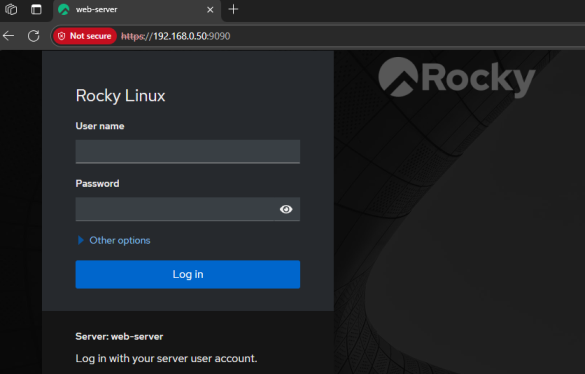 web-server
Not secure https://192.168.0.50:9090
Rocky
Rocky Linux
User name
Password
Other options
Log in
Server: web-server
Log in with your server user account.